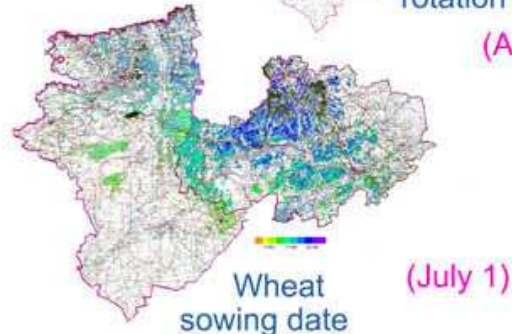 rotation
(A
Wheat
sowing date
(July 1)